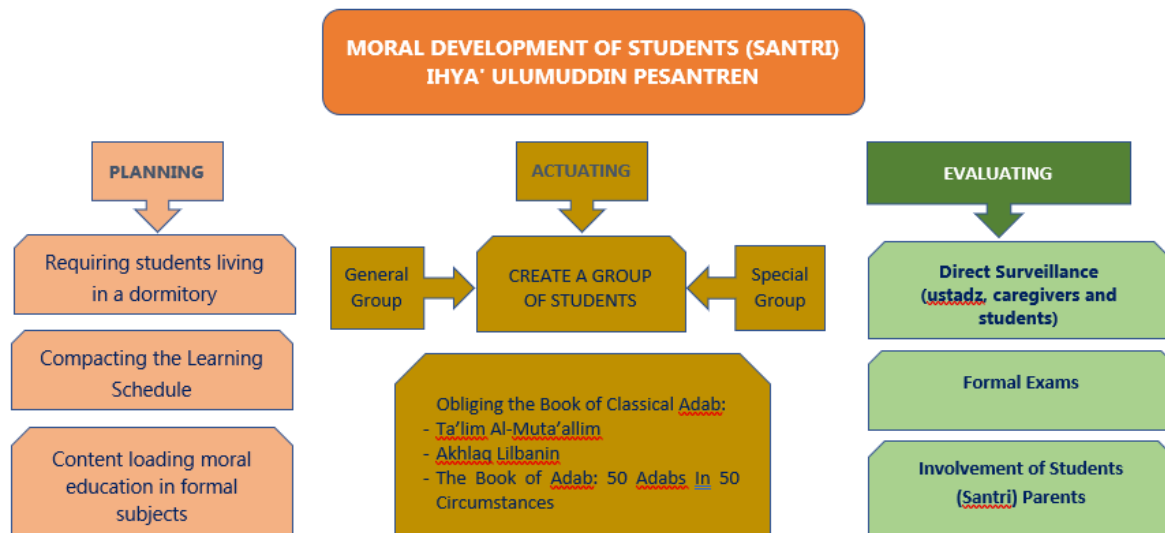 MORAL DEVELOPMENT OF STUDENTS (SANTRI)
IHYA' ULUMUDDIN PESANTREN
PLANNING
Requiring students living
in a dormitory
Compacting the Learning
Schedule
Content loading moral
education in formal
subjects
ACTUATING
General
Group
CREATE A GROUP
OF STUDENTS
Special
Group
Obliging the Book of Classical Adab:
- Ta’lim Al-Muta’allim
- Akhlaq Lilbanin
- The Book of Adab: 50 Adabs In 50
Circumstances
EVALUATING
Direct Surveillance
(ustadz, caregivers and
students)
Formal Exams
Involvement of Students
(Santri) Parents